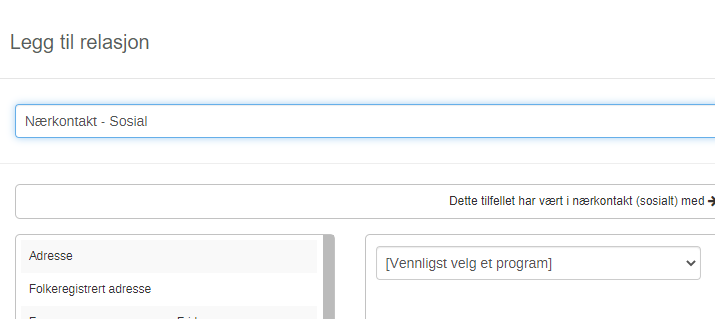 Legg til relasjon
Nærkontakt - Sosial
Dette tilfellet har vært i nærkontakt (sosialt) med
Adresse
[Vennligst velg et program]
Folkeregistrert adresse